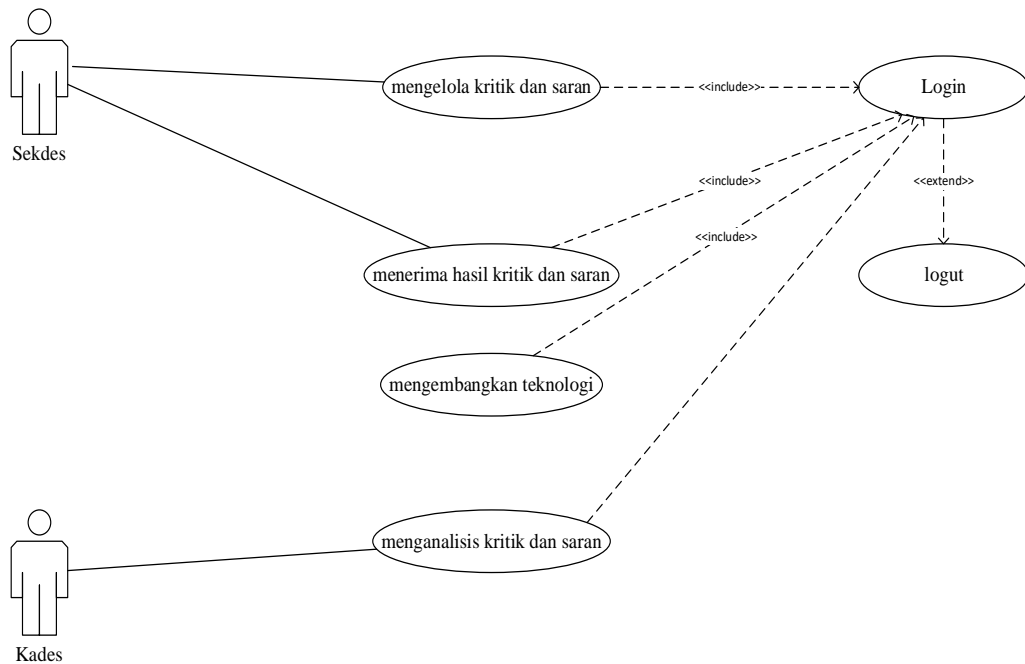 Sekdes
mengelola kritik dan saran
<<include>>
Login
<<include>>
<<extend>>
<<include>>
menerima hasil kritik dan saran
logut
mengembangkan teknologi
menganalisis kritik dan saran
Kades